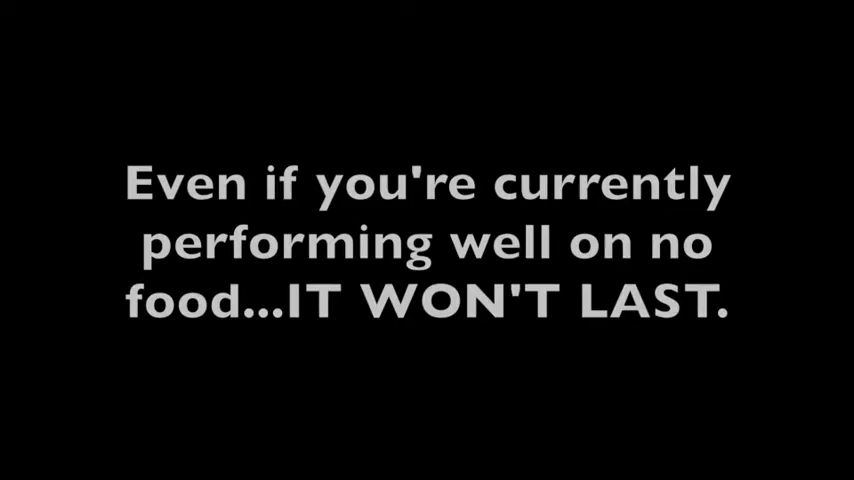 Even if you're currently
performing well on no
food...IT WON'T LAST.